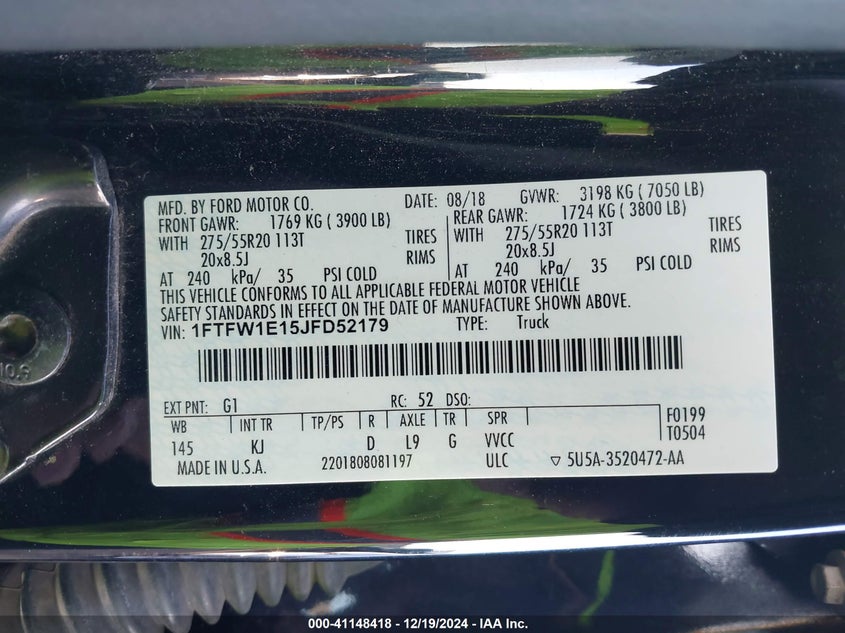 MFD. BY FORD MOTOR CO. DATE: 08/18 GVWR: 3198 KG ( 7050 LB)
FRONT GAWR: 1769 KG ( 3900 LB) REAR GAWR: 1724 KG ( 3800 LB)
WITH 275/55R20 113T TIRES WITH 275/55R20 113T TIRES
20x8.5J RIMS 20x8.5J RIMS
AT 240 kPa/ 35 PSI COLD AT 240 kPa/ 35 PSI COLD
THIS VEHICLE CONFORMS TO ALL APPLICABLE FEDERAL MOTOR VEHICLE
SAFETY STANDARDS IN EFFECT ON THE DATE OF MANUFACTURE SHOWN ABOVE.
VIN: 1FTFW1E15JFD52179 TYPE: Truck
EXT PNT: G1 RC: 52 DSO:
WB INT TR TP/PS R AXLE TR SPR F0199
145 KJ D L9 G VVCC T0504
MADE IN U.S.A. 2201808081197 ULC ▽ 5U5A-3520472-AA
10.9
000-41148418 - 12/19/2024 - IAA Inc.